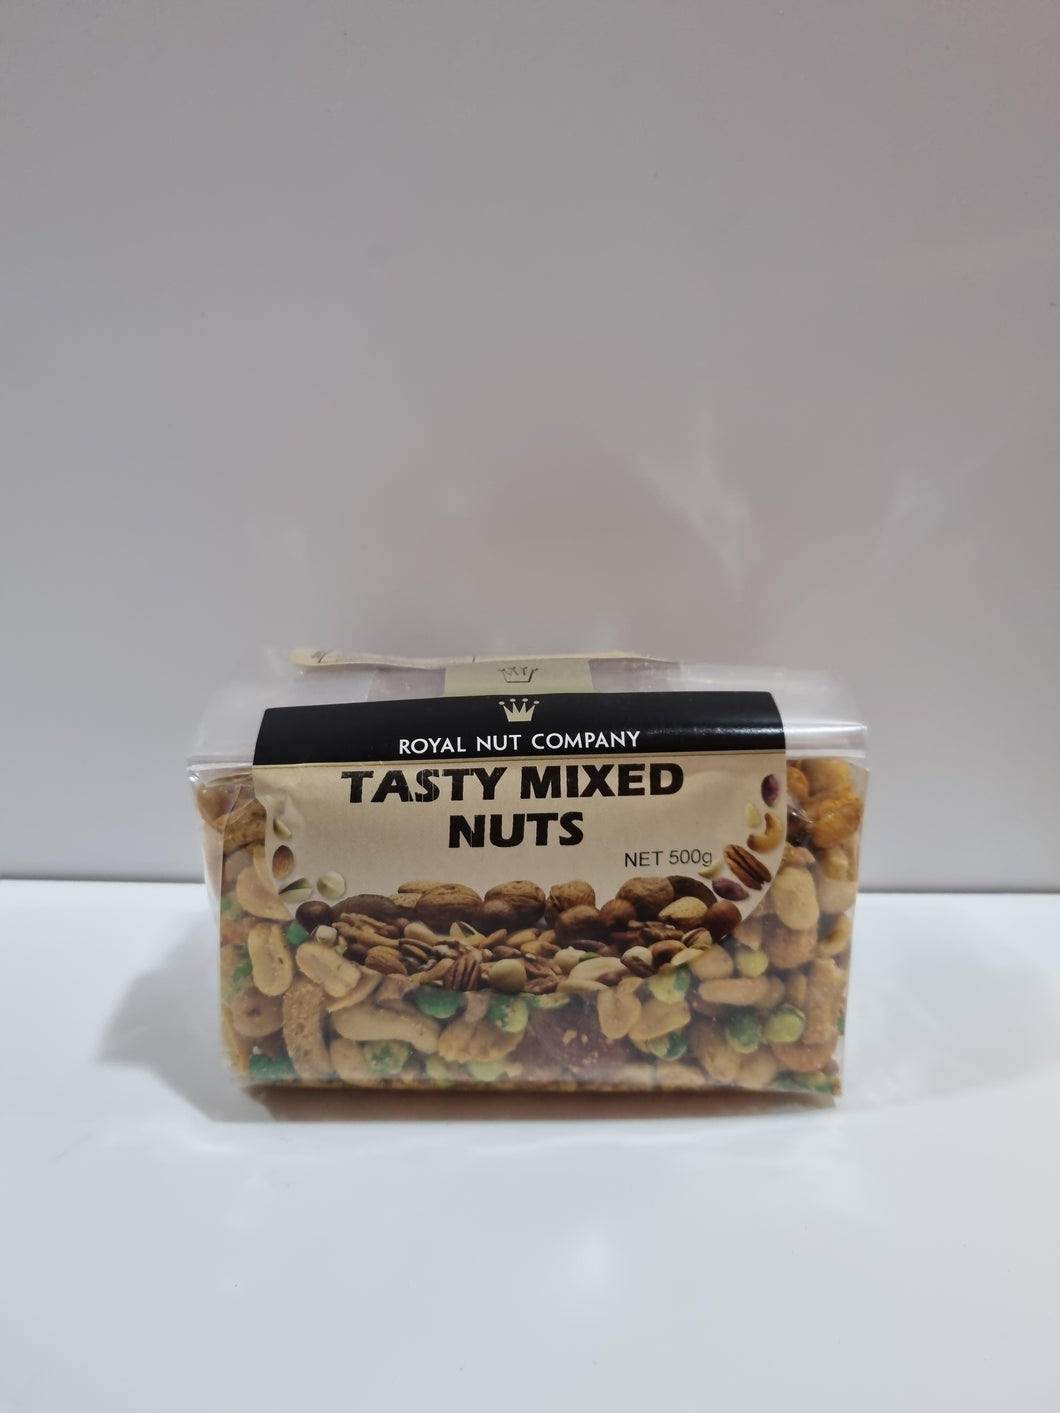 ROYAL NUT COMPANY
TASTY MIXED
NUTS
NET 500g